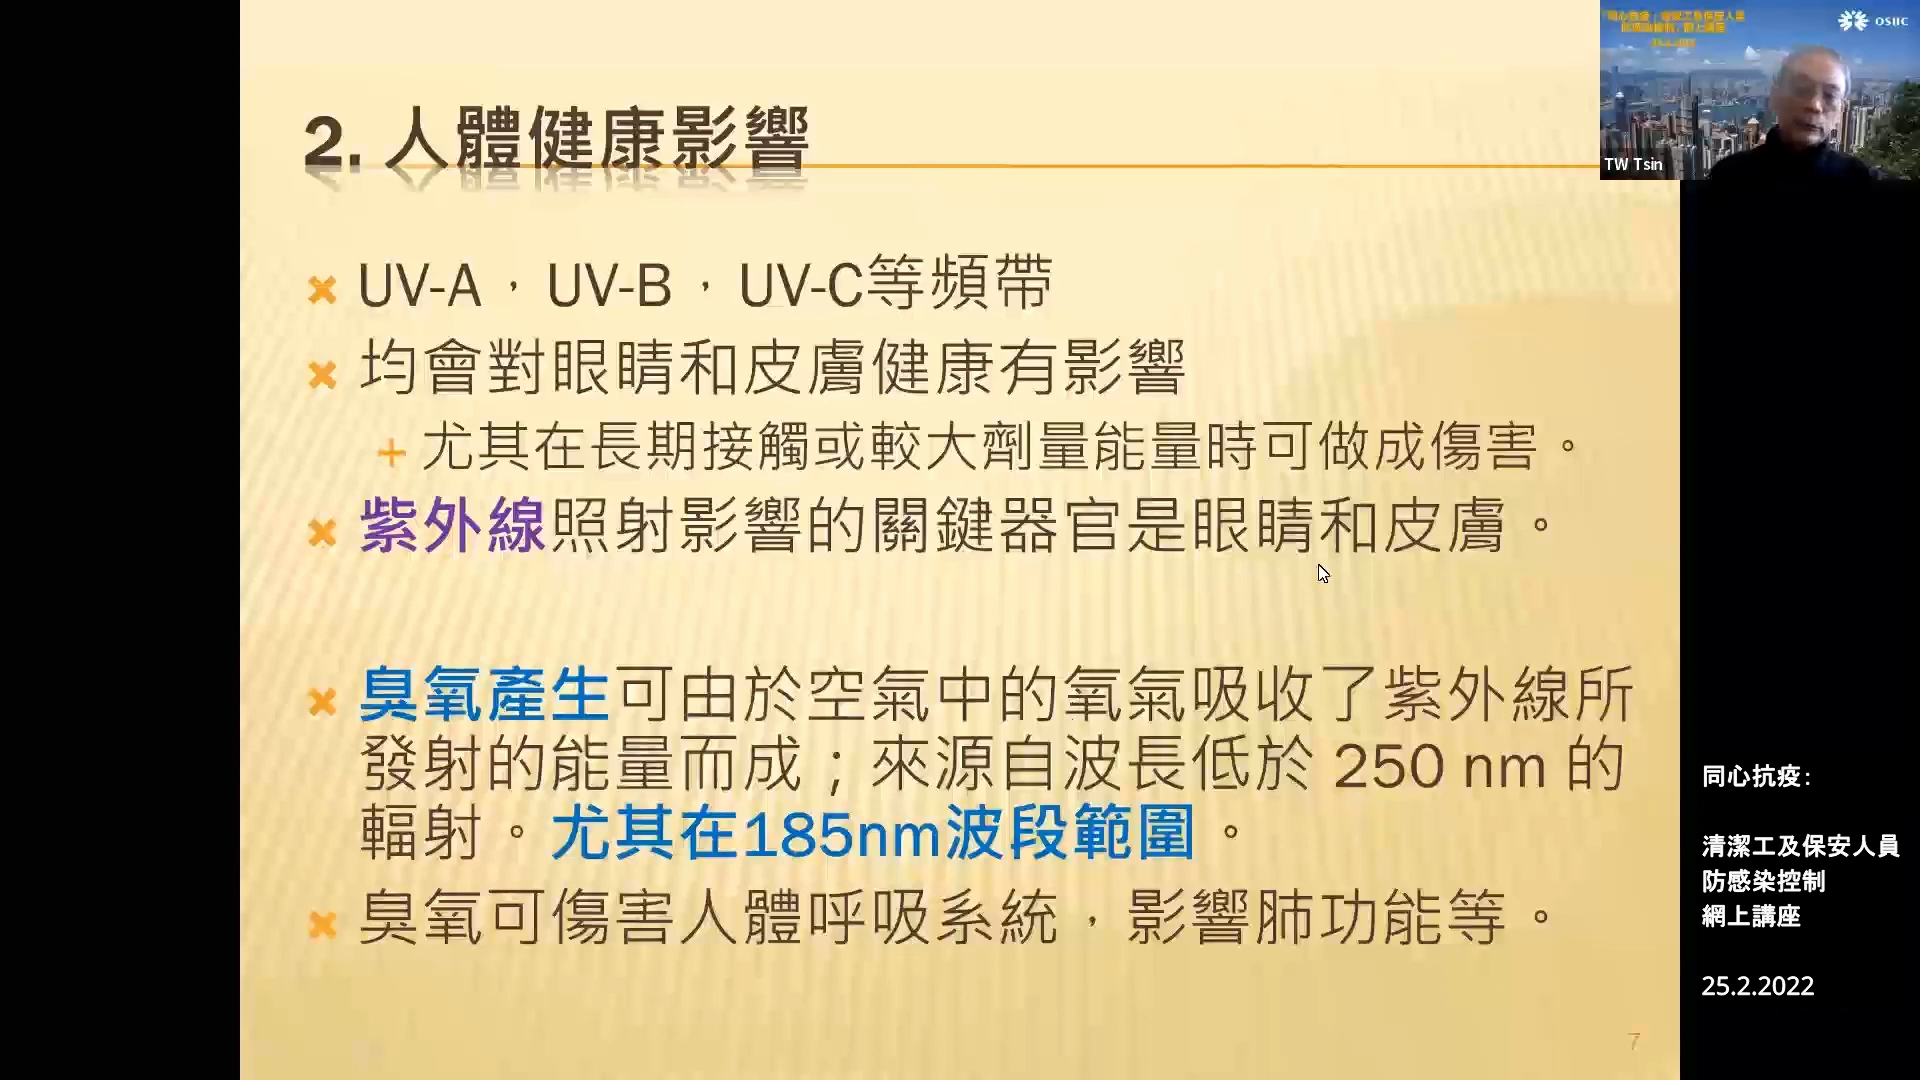 2. 人體健康影響
UV-A，UV-B，UV-C等頻帶
均會對眼睛和皮膚健康有影響
尤其在長期接觸或較大劑量能量時可做成傷害。
紫外線照射影響的關鍵器官是眼睛和皮膚。
臭氧產生可由於空氣中的氧氣吸收了紫外線所
發射的能量而成；來源自波長低於 250 nm 的
輻射。尤其在185nm波段範圍。
臭氧可傷害人體呼吸系統，影響肺功能等。
7
OSIIC
TW Tsin
同心抗疫：
清潔工及保安人員
防感染控制
網上講座
25.2.2022